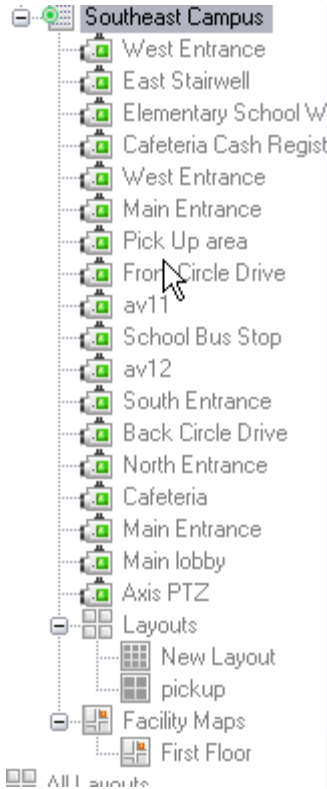 Southeast Campus
West Entrance
East Stairwell
Elementary School W
Cafeteria Cash Regist
West Entrance
Main Entrance
Pick Up area
Front Circle Drive
av11
School Bus Stop
av12
South Entrance
Back Circle Drive
North Entrance
Cafeteria
Main Entrance
Main lobby
Axis PTZ
Layouts
New Layout
pickup
Facility Maps
First Floor
All Layouts